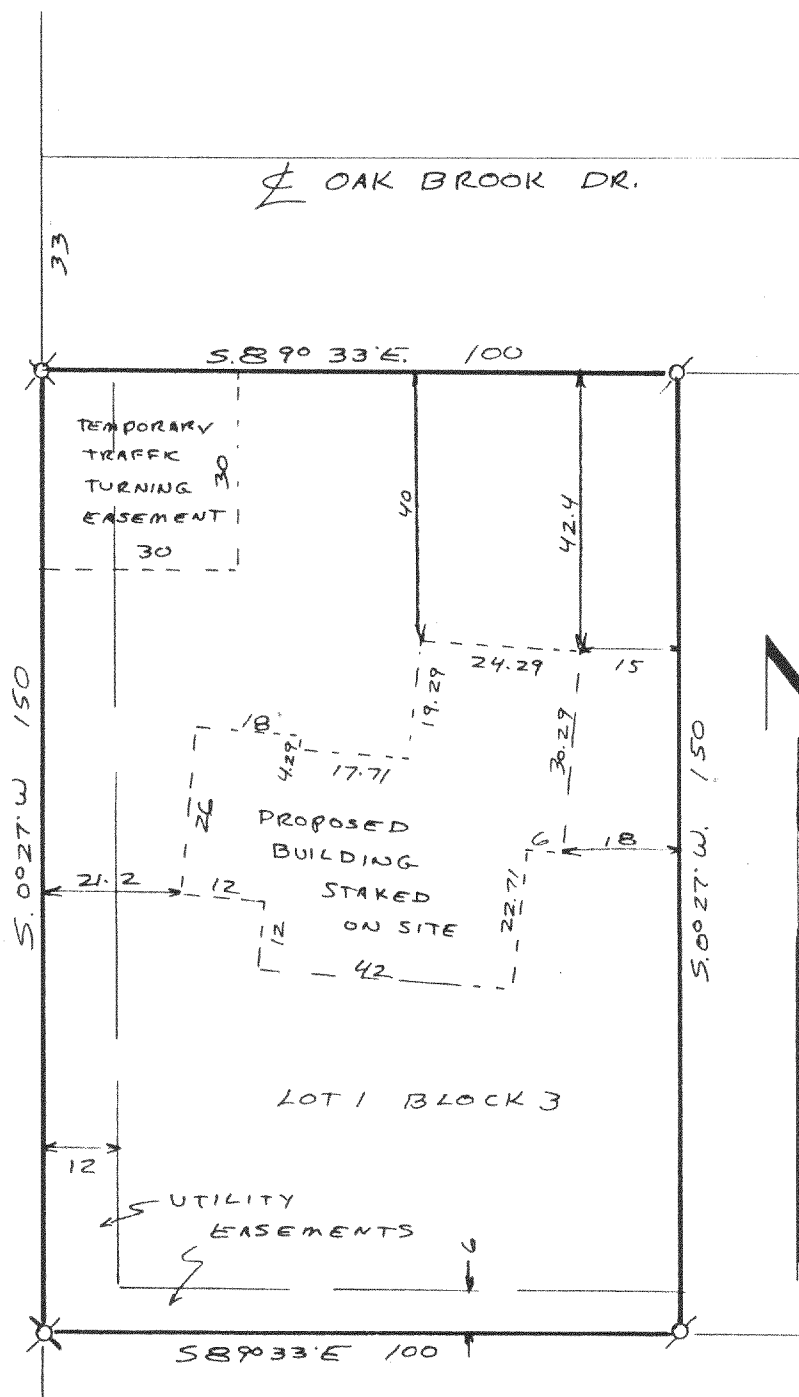 ℄ OAK BROOK DR.
33
S.89° 33'E. 100
TEMPORARY
TRAFFIC
TURNING
EASEMENT
30
30
40
42.4
24.29
15
19.29
18'
4.29
17.71
30.29
S. 0°27'W 150
26
PROPOSED
BUILDING
STAKED
ON SITE
6
18
S.0°27'W. 150
21.2
12
12
22.71
42
LOT 1 BLOCK 3
12
UTILITY
EASEMENTS
6
S89°33'E 100